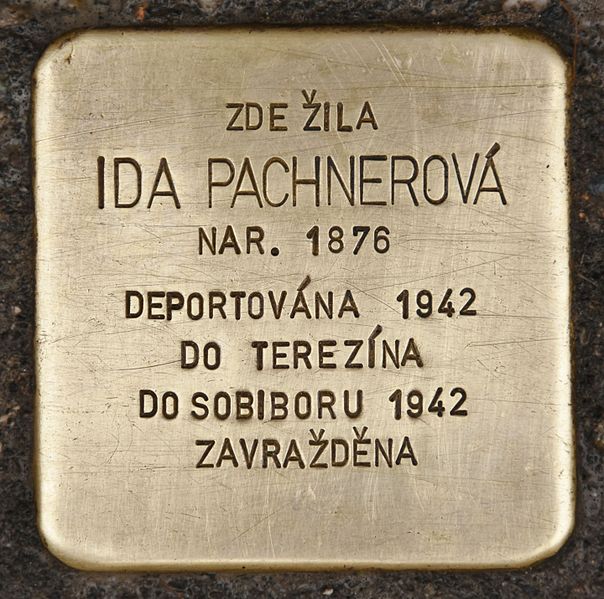 ZDE ŽILA
IDA PACHNEROVÁ
NAR. 1876
DEPORTOVÁNA 1942
DO TEREZÍNA
DO SOBIBORU 1942
ZAVRAŽDĚNA